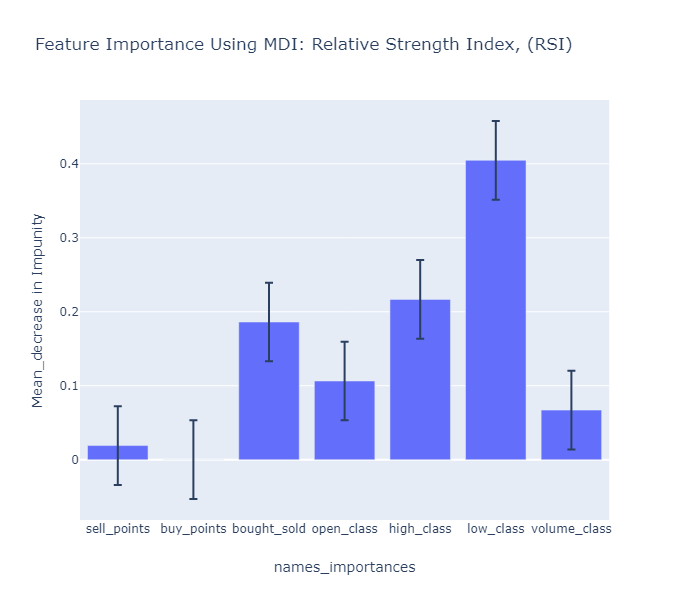 Feature Importance Using MDI: Relative Strength Index, (RSI)
Mean_decrease in Impunity
0.4
0.3
0.2
0.1
0
sell_points buy_points bought_sold open_class high_class low_class volume_class
names_importances